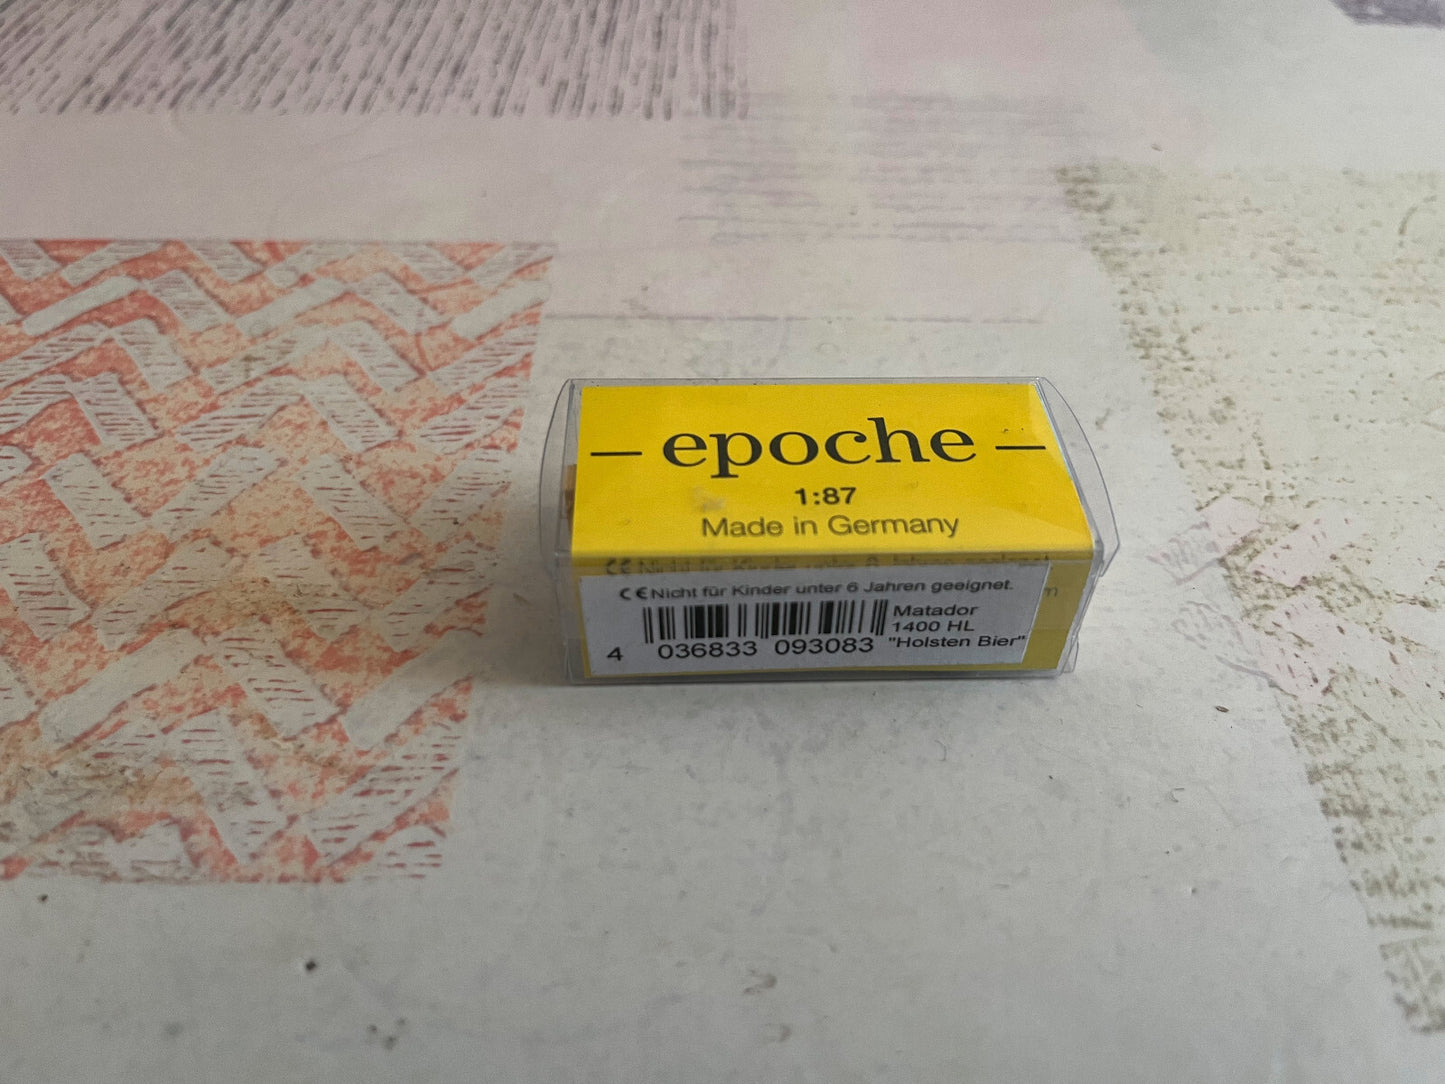 – epoche –
1:87
Made in Germany
CE Nicht für Kinder unter 6 Jahren geeignet.
Matador
1400 HL
"Holsten Bier"
4 036833 093083